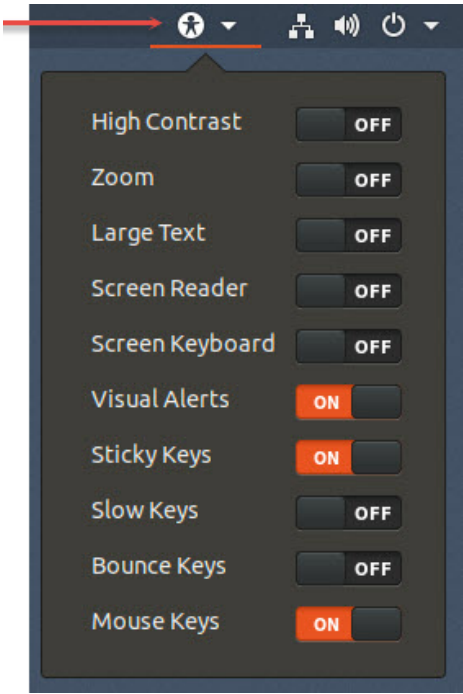 High Contrast OFF
Zoom OFF
Large Text OFF
Screen Reader OFF
Screen Keyboard OFF
Visual Alerts ON
Sticky Keys ON
Slow Keys OFF
Bounce Keys OFF
Mouse Keys ON